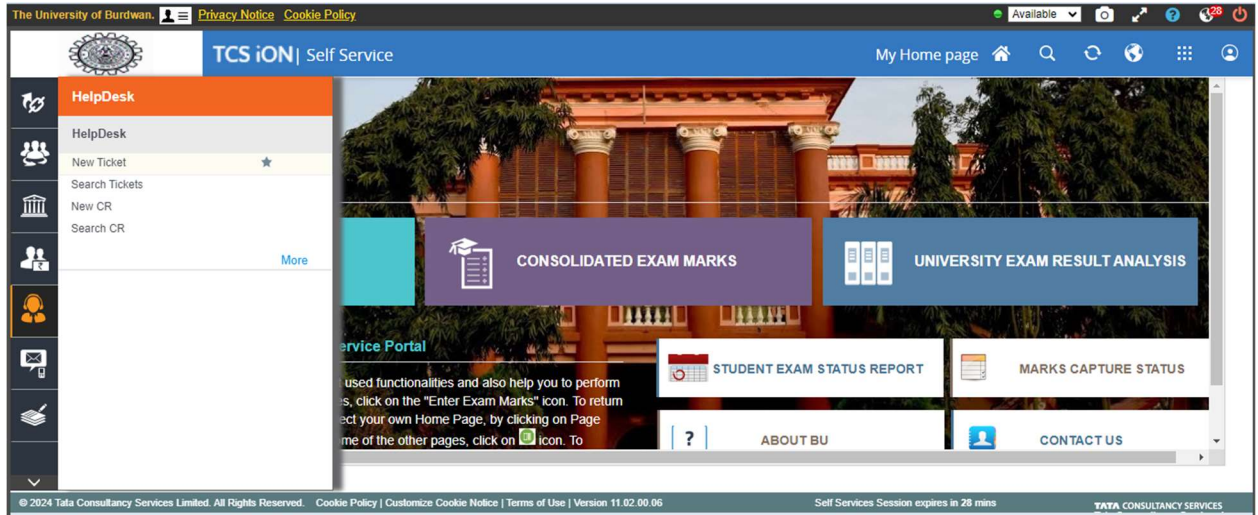 The University of Burdwan. Privacy Notice Cookie Policy
Available 28
TCS iON | Self Service
My Home page
HelpDesk
HelpDesk
New Ticket
Search Tickets
New CR
Search CR
More
CONSOLIDATED EXAM MARKS
UNIVERSITY EXAM RESULT ANALYSIS
ervice Portal
used functionalities and also help you to perform
s, click on the "Enter Exam Marks" icon. To return
ect your own Home Page, by clicking on Page
me of the other pages, click on icon. To
STUDENT EXAM STATUS REPORT
MARKS CAPTURE STATUS
ABOUT BU
CONTACT US
© 2024 Tata Consultancy Services Limited. All Rights Reserved. Cookie Policy | Customize Cookie Notice | Terms of Use | Version 11.02.00.06
Self Services Session expires in 28 mins
TATA CONSULTANCY SERVICES